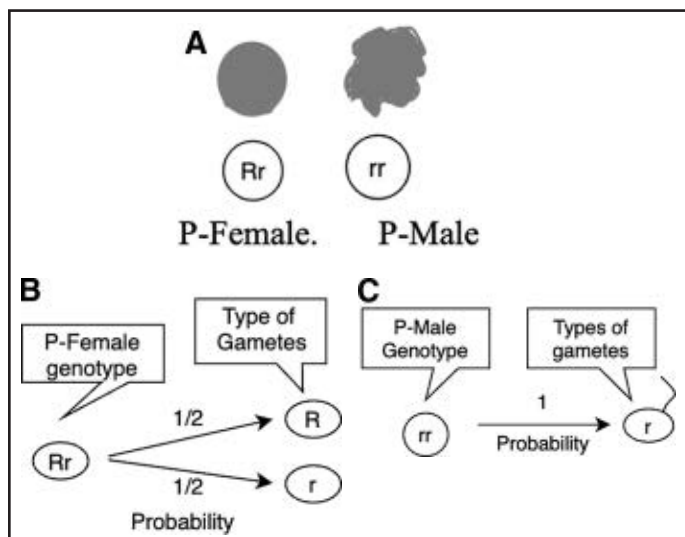 A
Rr
rr
P-Female.
P-Male
B
P-Female
genotype
Type of
Gametes
Rr
1/2
R
1/2
r
Probability
C
P-Male
Genotype
Types of
gametes
rr
1
Probability
r